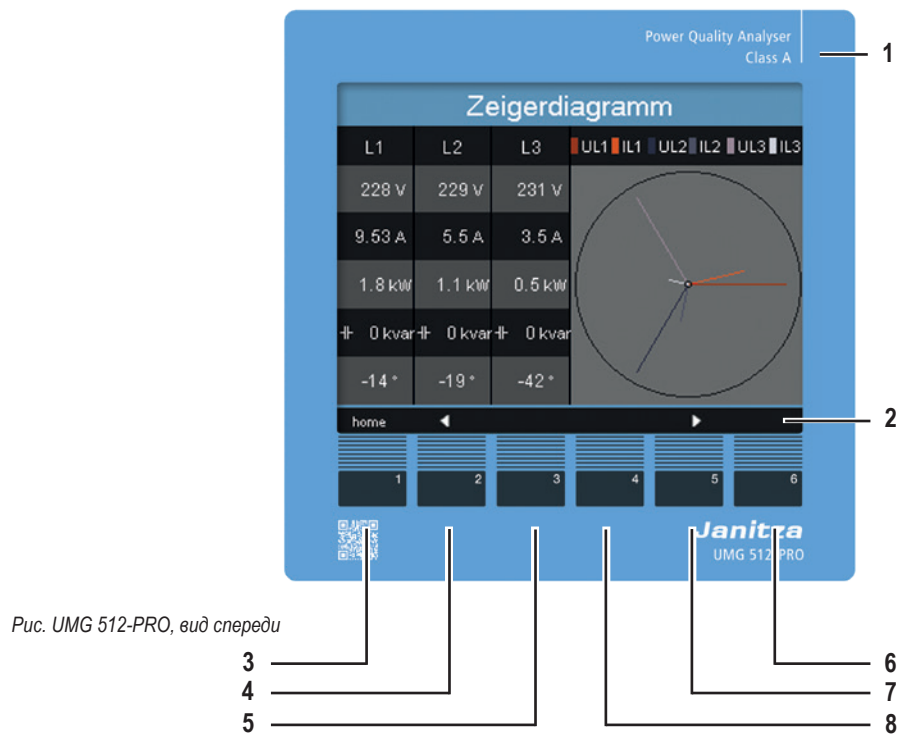 Power Quality Analyser
Class A
1
Zeigerdiagramm
L1 L2 L3 UL1 IL1 UL2 IL2 UL3 IL3
228 V 229 V 231 V
9.53 A 5.5 A 3.5 A
1.8 kW 1.1 kW 0.5 kW
0 kvar 0 kvar 0 kvar
-14 ° -19 ° -42 °
home
2
1 2 3 4 5 6
Janitza
UMG 512-PRO
Рис. UMG 512-PRO, вид спереди
3 6
4 7
5 8